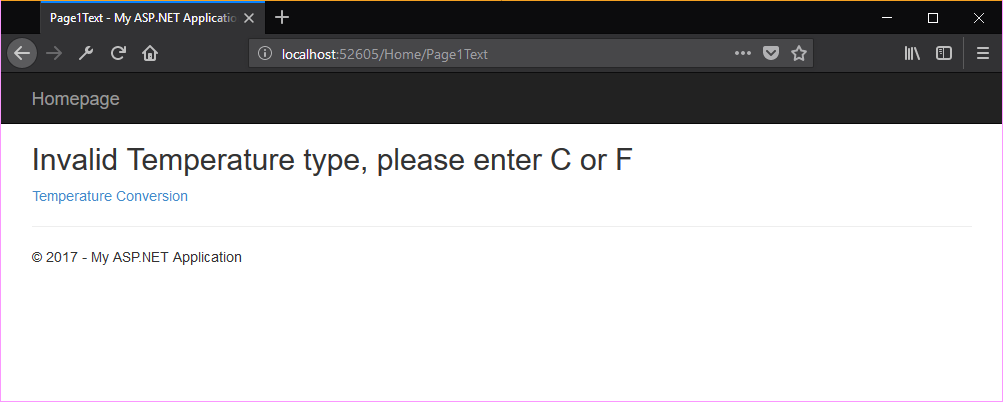 Page1Text - My ASP.NET Applicatio
localhost:52605/Home/Page1Text
Homepage
Invalid Temperature type, please enter C or F
Temperature Conversion
© 2017 - My ASP.NET Application